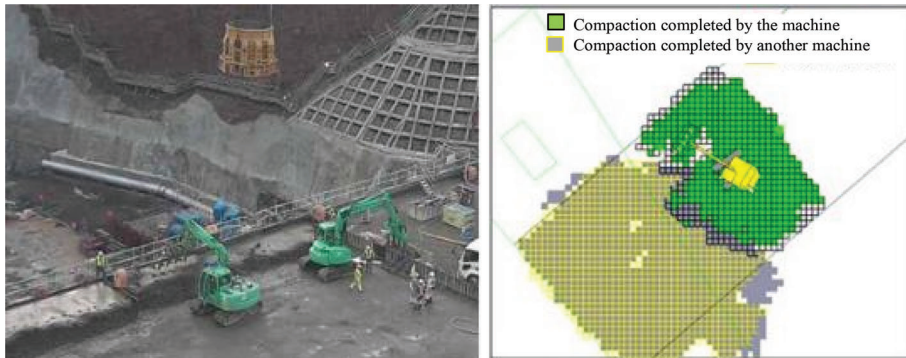 Compaction completed by the machine
Compaction completed by another machine